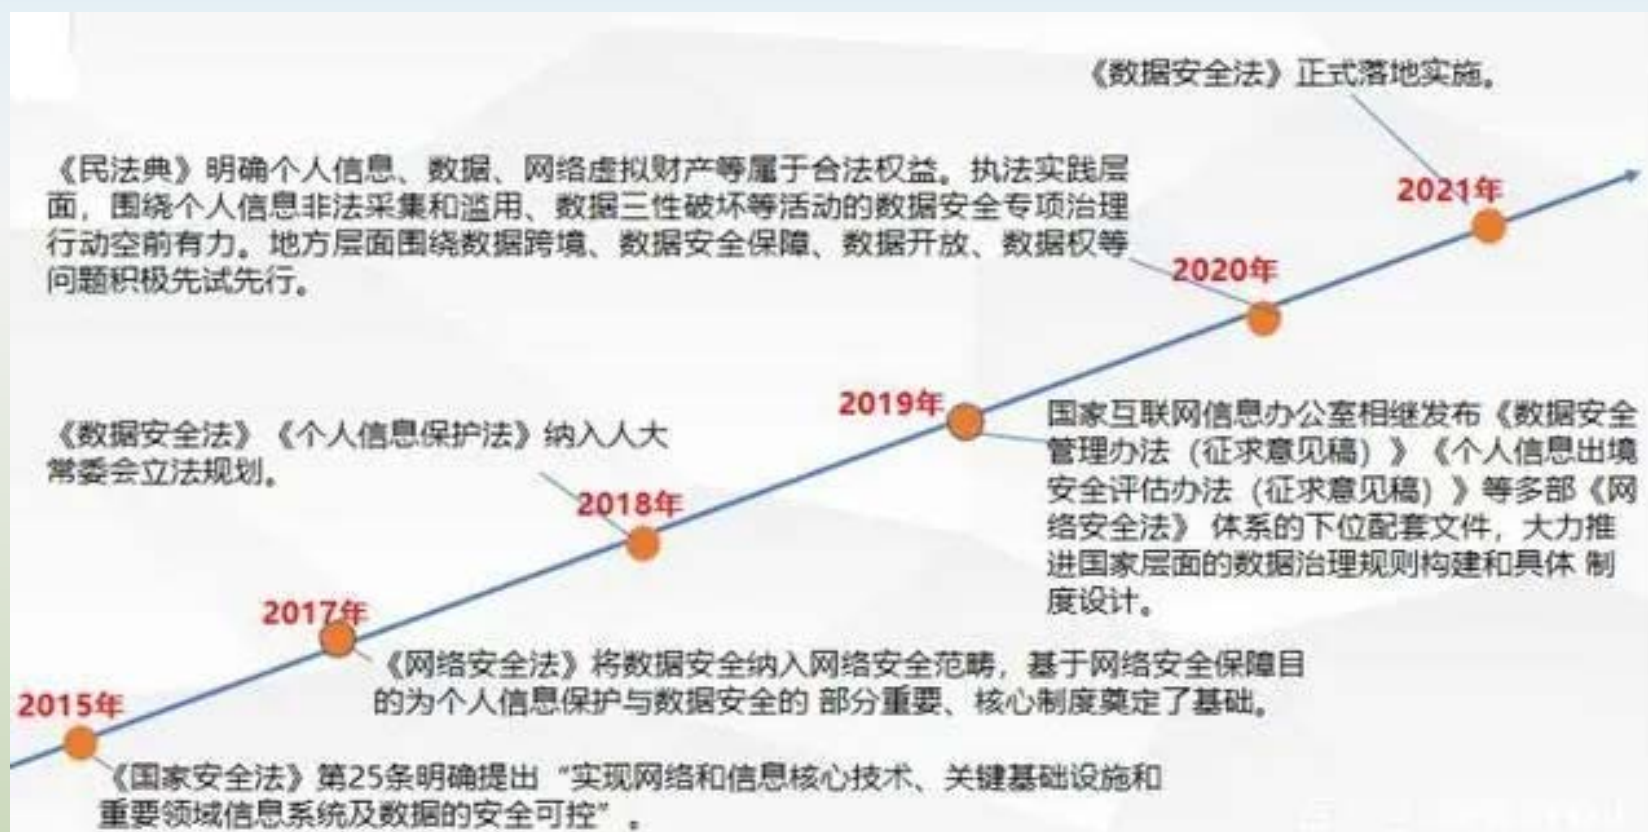 《数据安全法》正式落地实施。
2021年
《民法典》明确个人信息、数据、网络虚拟财产等属于合法权益。执法实践层
面，围绕个人信息非法采集和滥用、数据三性破坏等活动的数据安全专项治理
行动空前有力。地方层面围绕数据跨境、数据安全保障、数据开放、数据权等
问题积极先试先行。
2020年
2019年
国家互联网信息办公室相继发布《数据安全
管理办法（征求意见稿）》《个人信息出境
安全评估办法（征求意见稿）》等多部《网
络安全法》 体系的下位配套文件，大力推
进国家层面的数据治理规则构建和具体 制
度设计。
《数据安全法》《个人信息保护法》纳入人大
常委会立法规划。
2018年
2017年
《网络安全法》将数据安全纳入网络安全范畴，基于网络安全保障目
的为个人信息保护与数据安全的 部分重要、核心制度奠定了基础。
2015年
《国家安全法》第25条明确提出“实现网络和信息核心技术、关键基础设施和
重要领域信息系统及数据的安全可控”。